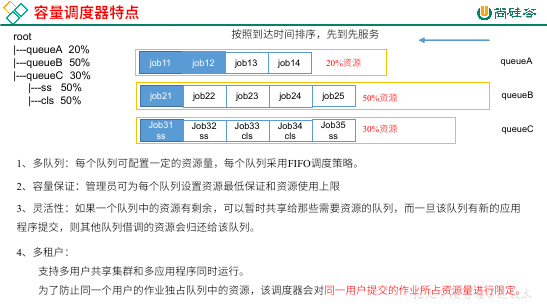 容量调度器特点
尚硅谷
root
|---queueA 20%
|---queueB 50%
|---queueC 30%
|---ss 50%
|---cls 50%
按照到达时间排序，先到先服务
job11 job12 job13 job14 20%资源 queueA
job21 job22 job23 job24 job25 50%资源 queueB
Job31 Job32 Job33 Job34 Job35 30%资源 queueC
ss ss cls cls ss
1、多队列：每个队列可配置一定的资源量，每个队列采用FIFO调度策略。
2、容量保证：管理员可为每个队列设置资源最低保证和资源使用上限
3、灵活性：如果一个队列中的资源有剩余，可以暂时共享给那些需要资源的队列，而一旦该队列有新的应用
程序提交，则其他队列借调的资源会归还给该队列。
4、多租户：
支持多用户共享集群和多应用程序同时运行。
为了防止同一个用户的作业独占队列中的资源，该调度器会对同一用户提交的作业所占资源量进行限定。